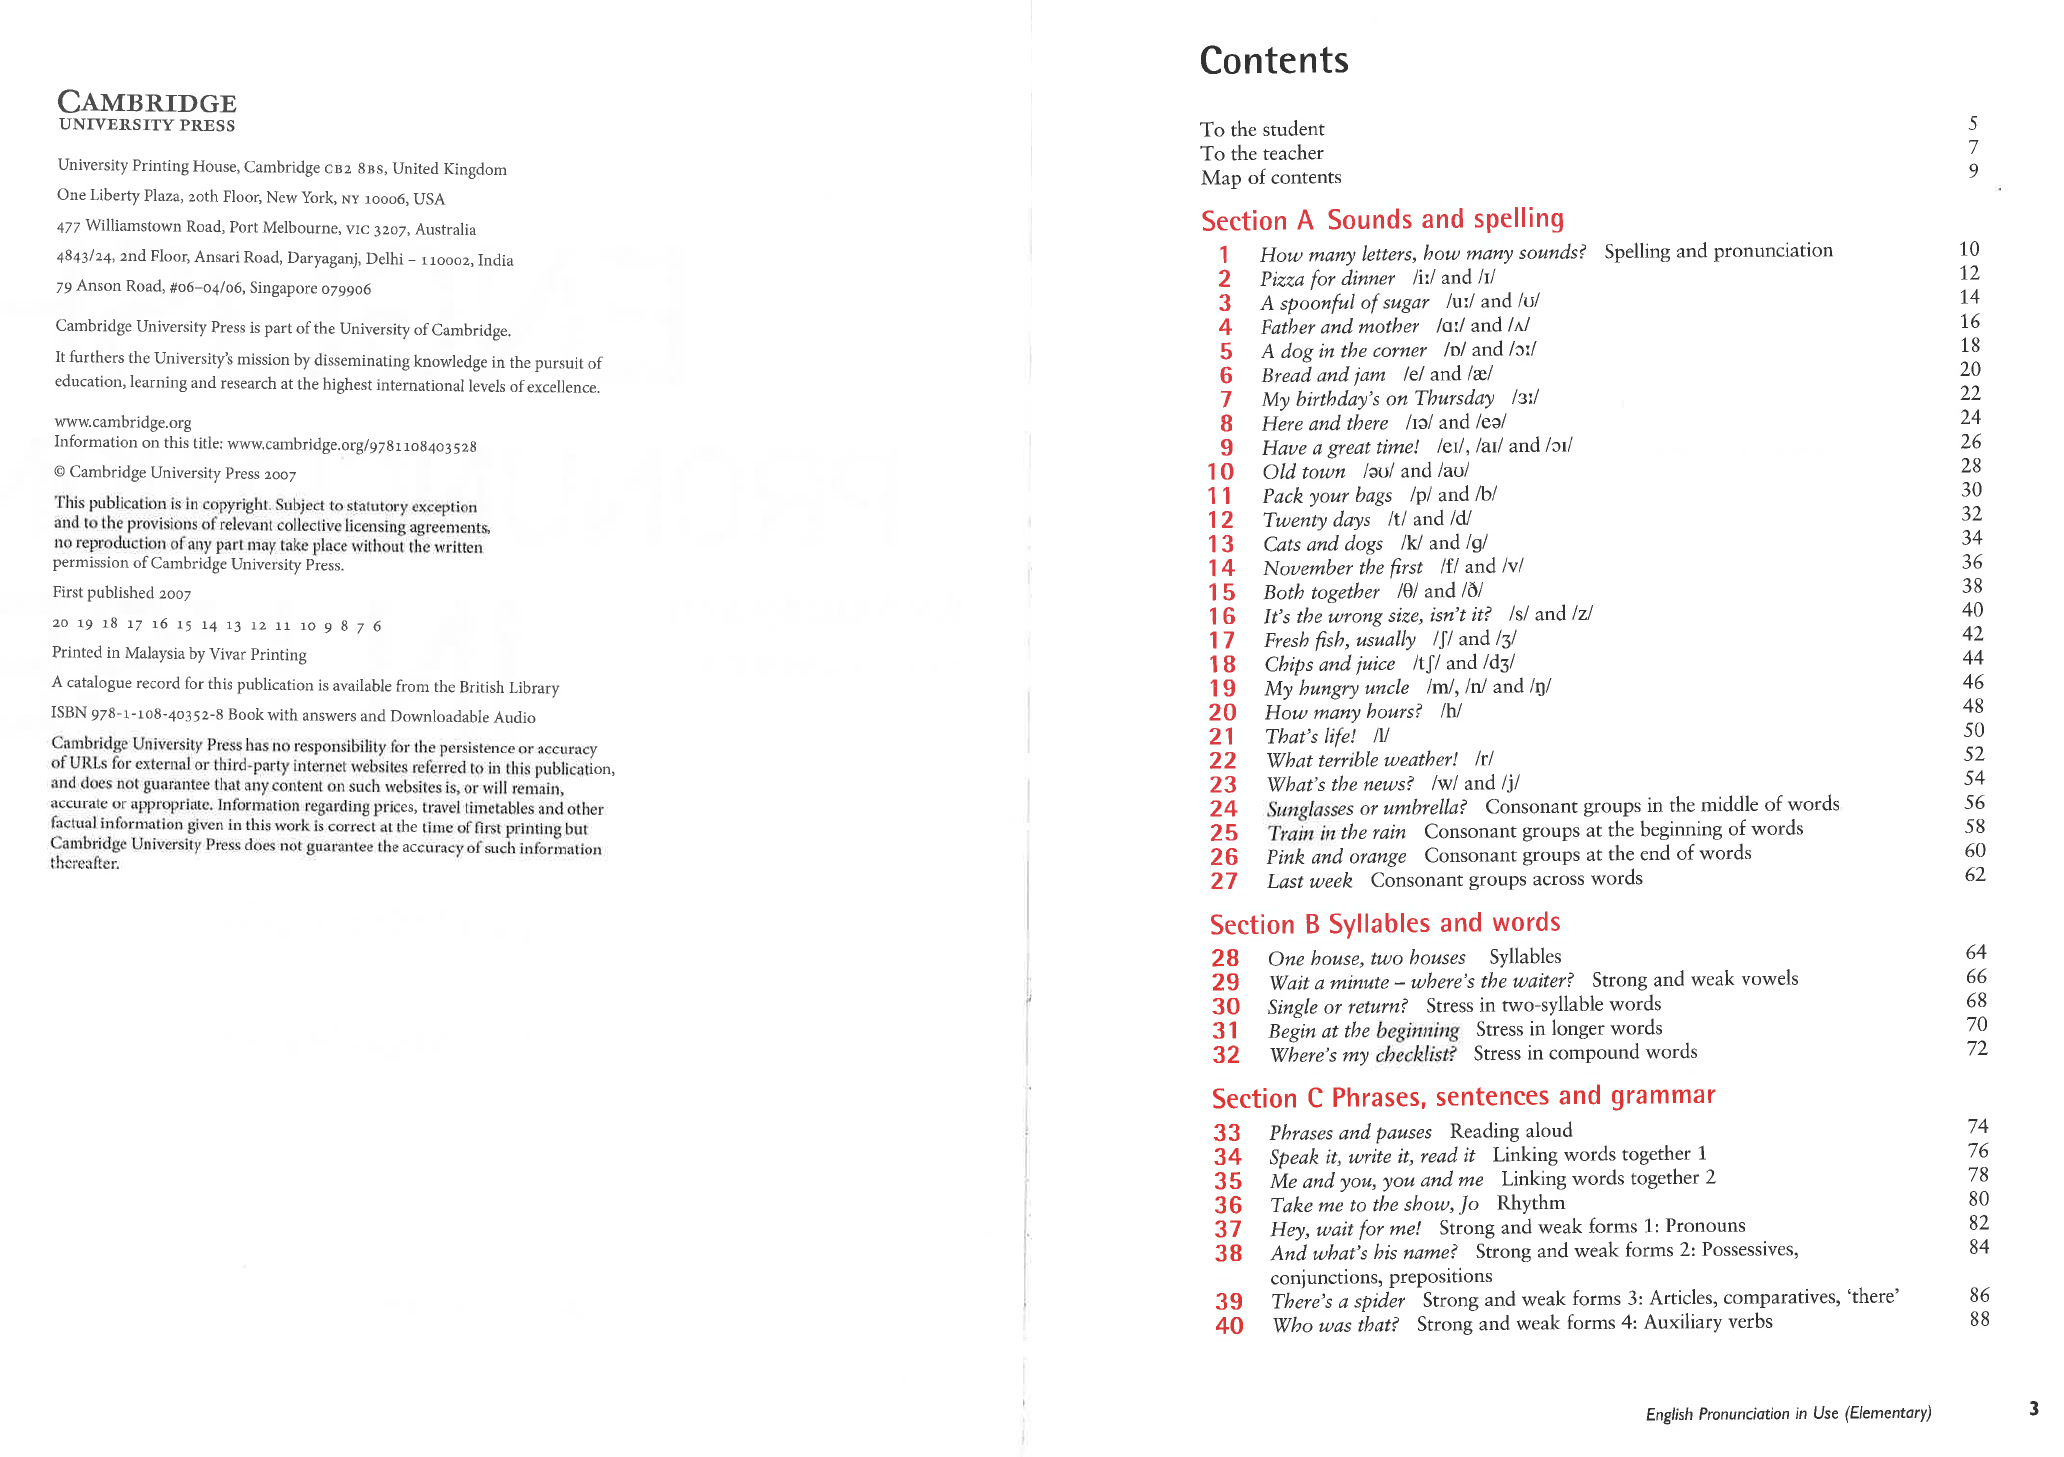 CAMBRIDGE
UNIVERSITY PRESS
University Printing House, Cambridge CB2 8BS, United Kingdom
One Liberty Plaza, 20th Floor, New York, NY 10006, USA
477 Williamstown Road, Port Melbourne, VIC 3207, Australia
4843/24, 2nd Floor, Ansari Road, Daryaganj, Delhi – 110002, India
79 Anson Road, #06–04/06, Singapore 079906
Cambridge University Press is part of the University of Cambridge.
It furthers the University's mission by disseminating knowledge in the pursuit of
education, learning and research at the highest international levels of excellence.
www.cambridge.org
Information on this title: www.cambridge.org/9781108403528
© Cambridge University Press 2007
This publication is in copyright. Subject to statutory exception
and to the provisions of relevant collective licensing agreements,
no reproduction of any part may take place without the written
permission of Cambridge University Press.
First published 2007
20 19 18 17 16 15 14 13 12 11 10 9 8 7 6
Printed in Malaysia by Vivar Printing
A catalogue record for this publication is available from the British Library
ISBN 978-1-108-40352-8 Book with answers and Downloadable Audio
Cambridge University Press has no responsibility for the persistence or accuracy
of URLs for external or third-party internet websites referred to in this publication,
and does not guarantee that any content on such websites is, or will remain,
accurate or appropriate. Information regarding prices, travel timetables and other
factual information given in this work is correct at the time of first printing but
Cambridge University Press does not guarantee the accuracy of such information
thereafter.
Contents
To the student 5
To the teacher 7
Map of contents 9
Section A Sounds and spelling
1 How many letters, how many sounds? Spelling and pronunciation 10
2 Pizza for dinner /iː/ and /ɪ/ 12
3 A spoonful of sugar /uː/ and /ʊ/ 14
4 Father and mother /ɑː/ and /ʌ/ 16
5 A dog in the corner /ɒ/ and /ɔː/ 18
6 Bread and jam /e/ and /æ/ 20
7 My birthday's on Thursday /ɜː/ 22
8 Here and there /ɪə/ and /eə/ 24
9 Have a great time! /eɪ/, /aɪ/ and /ɔɪ/ 26
10 Old town /əʊ/ and /aʊ/ 28
11 Pack your bags /p/ and /b/ 30
12 Twenty days /t/ and /d/ 32
13 Cats and dogs /k/ and /g/ 34
14 November the first /f/ and /v/ 36
15 Both together /θ/ and /ð/ 38
16 It's the wrong size, isn't it? /s/ and /z/ 40
17 Fresh fish, usually /ʃ/ and /ʒ/ 42
18 Chips and juice /tʃ/ and /dʒ/ 44
19 My hungry uncle /m/, /n/ and /ŋ/ 46
20 How many hours? /h/ 48
21 That's life! /l/ 50
22 What terrible weather! /r/ 52
23 What's the news? /w/ and /j/ 54
24 Sunglasses or umbrella? Consonant groups in the middle of words 56
25 Train in the rain Consonant groups at the beginning of words 58
26 Pink and orange Consonant groups at the end of words 60
27 Last week Consonant groups across words 62
Section B Syllables and words
28 One house, two houses Syllables 64
29 Wait a minute – where's the waiter? Strong and weak vowels 66
30 Single or return? Stress in two-syllable words 68
31 Begin at the beginning Stress in longer words 70
32 Where's my checklist? Stress in compound words 72
Section C Phrases, sentences and grammar
33 Phrases and pauses Reading aloud 74
34 Speak it, write it, read it Linking words together 1 76
35 Me and you, you and me Linking words together 2 78
36 Take me to the show, Jo Rhythm 80
37 Hey, wait for me! Strong and weak forms 1: Pronouns 82
38 And what's his name? Strong and weak forms 2: Possessives, 84
conjunctions, prepositions
39 There's a spider Strong and weak forms 3: Articles, comparatives, 'there' 86
40 Who was that? Strong and weak forms 4: Auxiliary verbs 88
English Pronunciation in Use (Elementary) 3